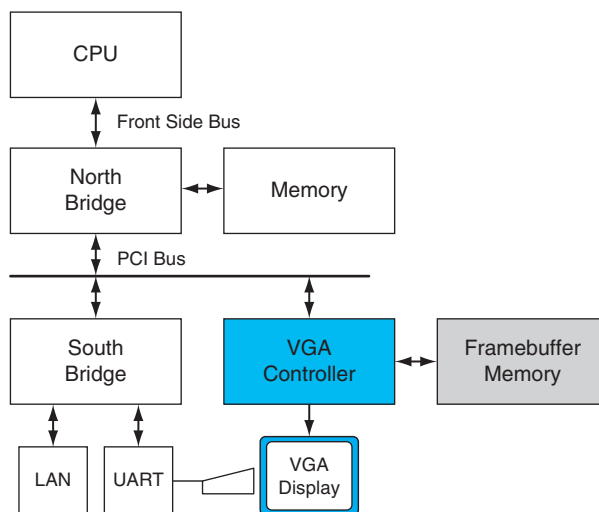 CPU
Front Side Bus
North
Bridge
Memory
PCI Bus
South
Bridge
VGA
Controller
Framebuffer
Memory
LAN
UART
VGA
Display